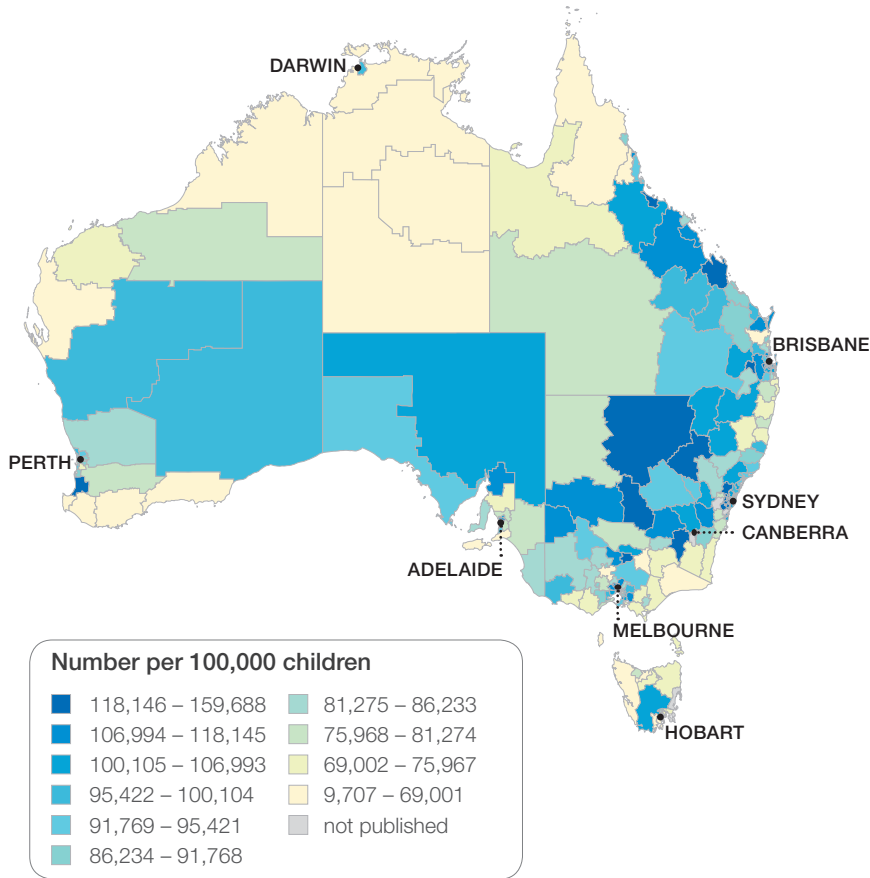 DARWIN
BRISBANE
PERTH
SYDNEY
CANBERRA
ADELAIDE
MELBOURNE
HOBART
Number per 100,000 children
118,146 – 159,688
106,994 – 118,145
100,105 – 106,993
95,422 – 100,104
91,769 – 95,421
86,234 – 91,768
81,275 – 86,233
75,968 – 81,274
69,002 – 75,967
9,707 – 69,001
not published